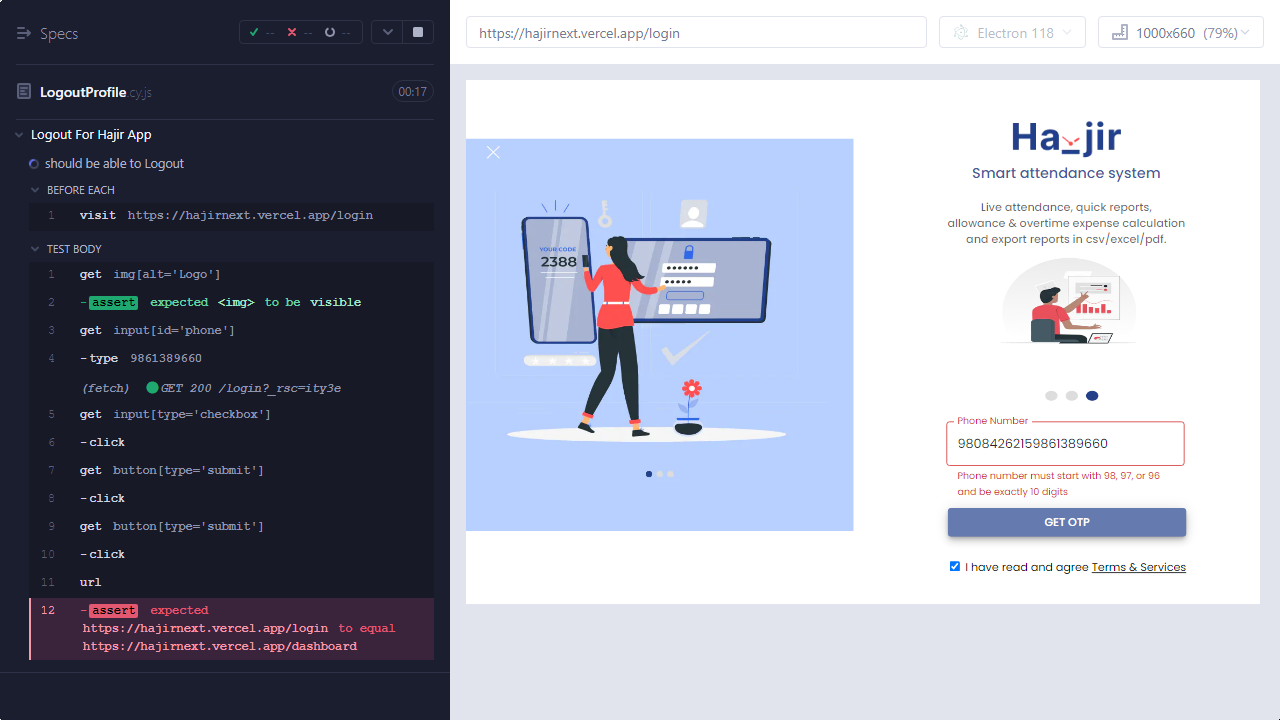 Specs
-- -- --
LogoutProfile.cy.js
00:17
Logout For Hajir App
should be able to Logout
BEFORE EACH
1 visit https://hajirnext.vercel.app/login
TEST BODY
1 get img[alt='Logo']
2 -assert expected <img> to be visible
3 get input[id='phone']
4 -type 9861389660
(fetch) GET 200 /login?_rsc=ity3e
5 get input[type='checkbox']
6 -click
7 get button[type='submit']
8 -click
9 get button[type='submit']
10 -click
11 url
12 -assert expected
https://hajirnext.vercel.app/login to equal
https://hajirnext.vercel.app/dashboard
https://hajirnext.vercel.app/login
Electron 118
1000x660 (79%)
YOUR CODE
2388
Ha_jir
Smart attendance system
Live attendance, quick reports,
allowance & overtime expense calculation
and export reports in csv/excel/pdf.
Phone Number
98084262159861389660
Phone number must start with 98, 97, or 96
and be exactly 10 digits
GET OTP
I have read and agree Terms & Services